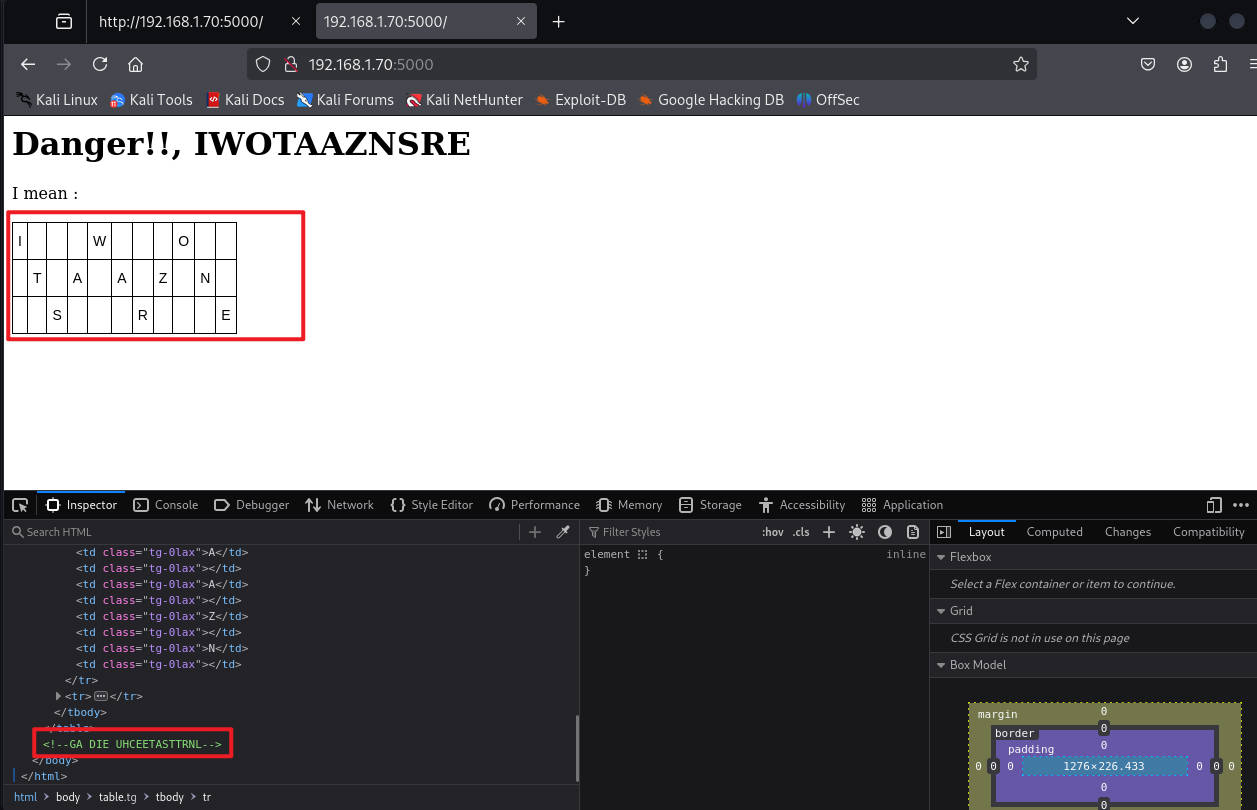 http://192.168.1.70:5000/
192.168.1.70:5000/
192.168.1.70:5000
Kali Linux Kali Tools Kali Docs Kali Forums Kali NetHunter Exploit-DB Google Hacking DB OffSec
Danger!!, IWOTAAZNSRE
I mean :
I W O
T A A Z N
S R E
Inspector Console Debugger Network Style Editor Performance Memory Storage Accessibility Application
Search HTML
Filter Styles
:hov .cls
Layout Computed Changes Compatibility
<td class="tg-0lax">A</td>
<td class="tg-0lax"></td>
<td class="tg-0lax">A</td>
<td class="tg-0lax"></td>
<td class="tg-0lax">Z</td>
<td class="tg-0lax"></td>
<td class="tg-0lax">N</td>
<td class="tg-0lax"></td>
</tr>
<tr></tr>
</tbody>
</table>
<!--GA DIE UHCEETASTTRNL-->
</body>
</html>
html > body > table.tg > tbody > tr
element { inline
}
Flexbox
Select a Flex container or item to continue.
Grid
CSS Grid is not in use on this page
Box Model
margin 0
border 0
padding 0
0 0 0 1276×226.433 0 0 0
0
0
0